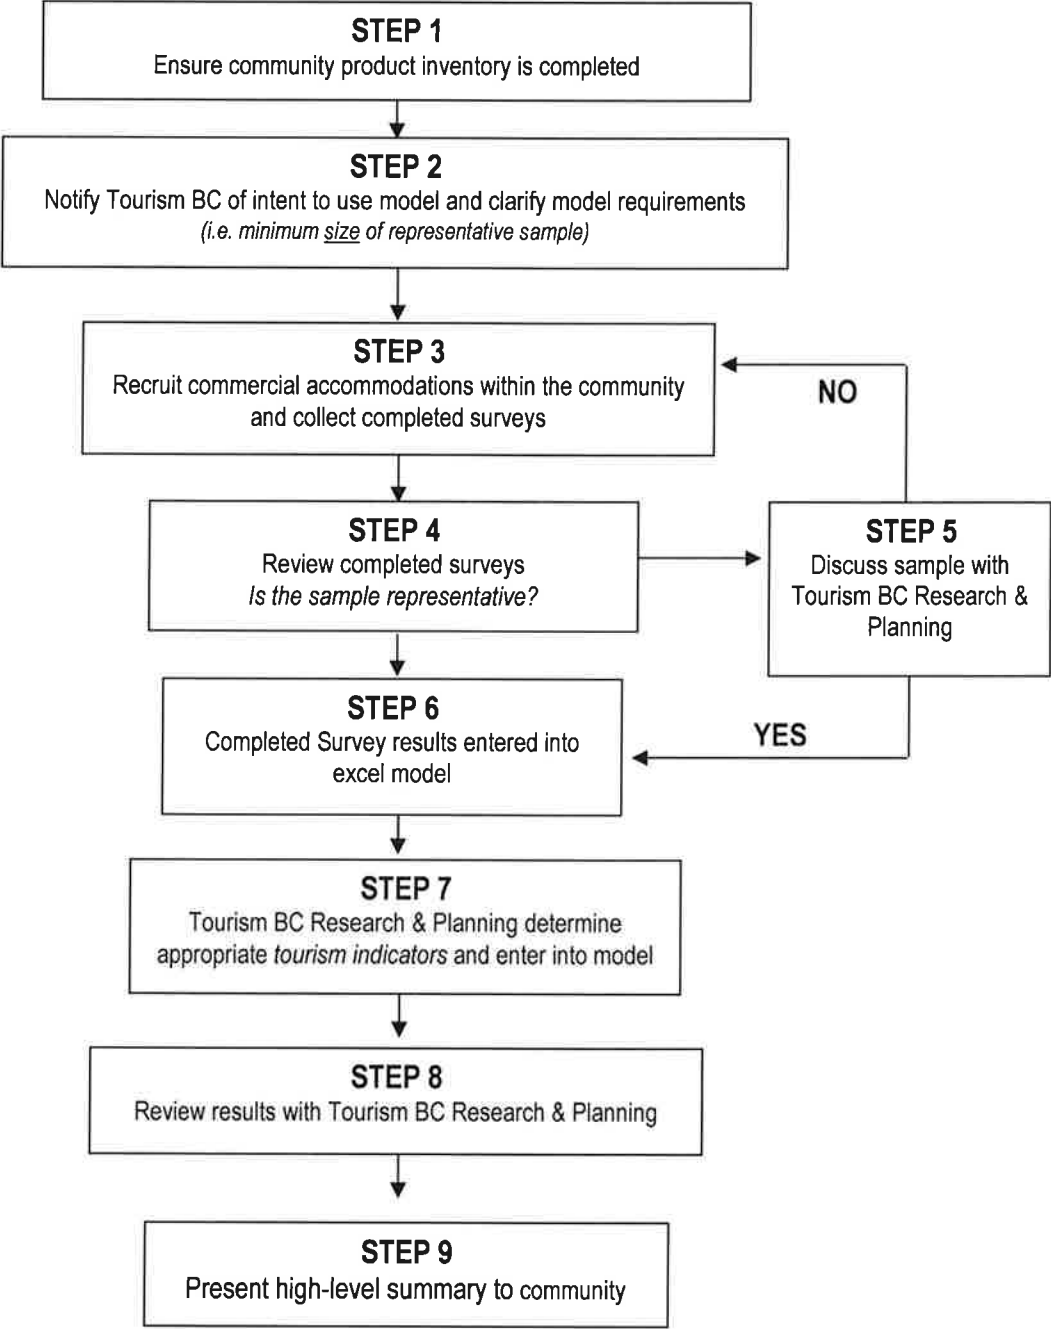 STEP 1
Ensure community product inventory is completed
STEP 2
Notify Tourism BC of intent to use model and clarify model requirements
(i.e. minimum size of representative sample)
STEP 3
Recruit commercial accommodations within the community
and collect completed surveys
NO
STEP 4
Review completed surveys
Is the sample representative?
STEP 5
Discuss sample with
Tourism BC Research &
Planning
STEP 6
Completed Survey results entered into
excel model
YES
STEP 7
Tourism BC Research & Planning determine
appropriate tourism indicators and enter into model
STEP 8
Review results with Tourism BC Research & Planning
STEP 9
Present high-level summary to community